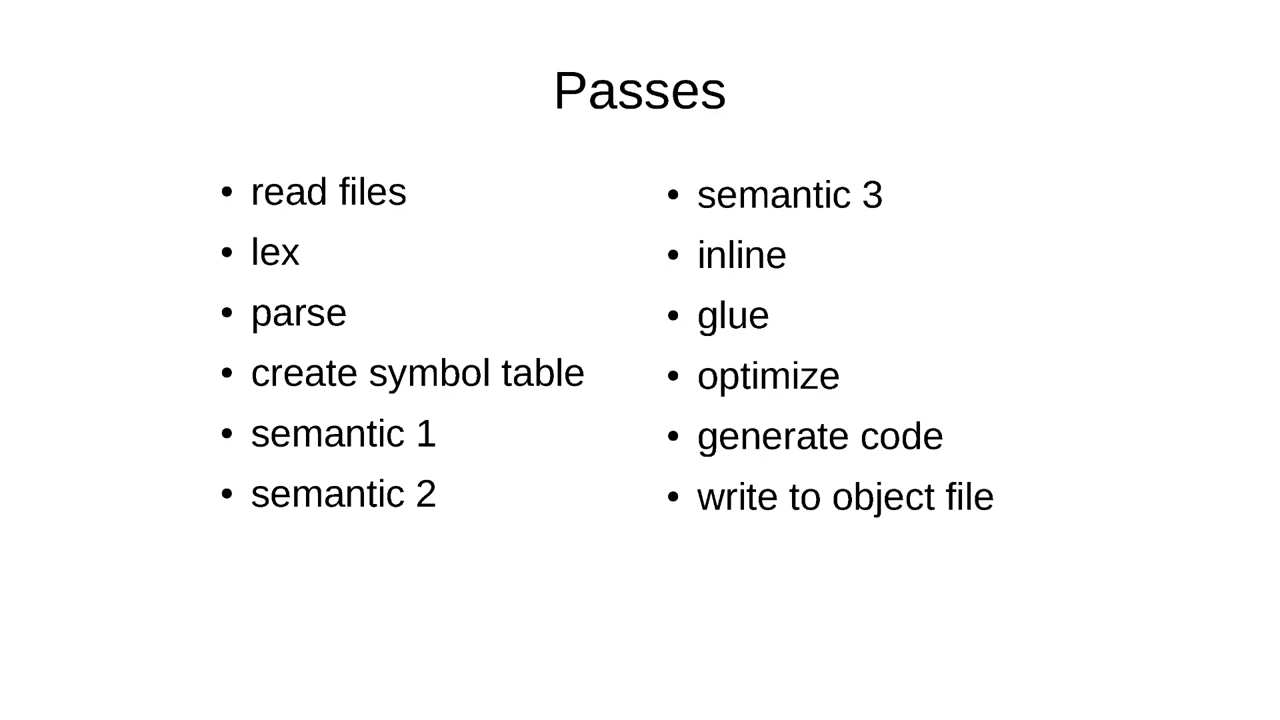 Passes
• read files
• lex
• parse
• create symbol table
• semantic 1
• semantic 2
• semantic 3
• inline
• glue
• optimize
• generate code
• write to object file